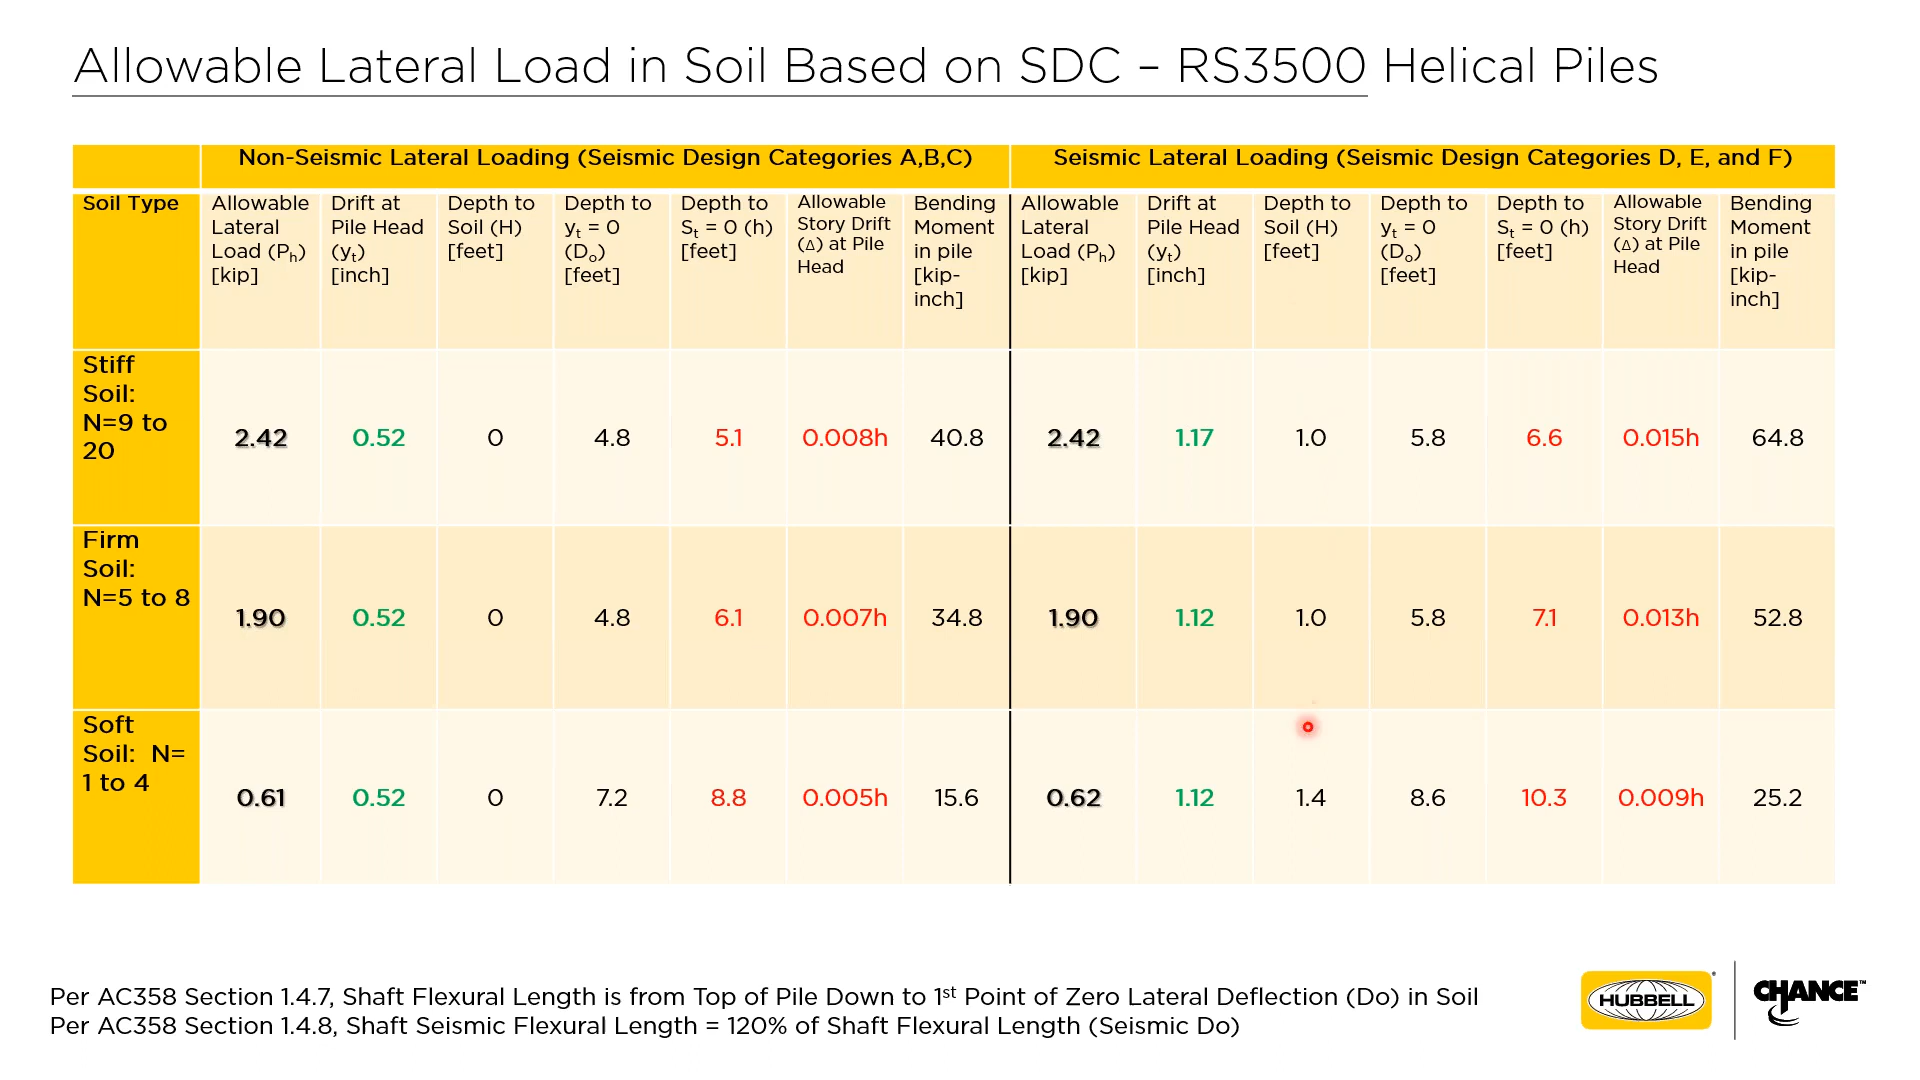 Allowable Lateral Load in Soil Based on SDC – RS3500 Helical Piles
Non-Seismic Lateral Loading (Seismic Design Categories A,B,C)
Seismic Lateral Loading (Seismic Design Categories D, E, and F)
Soil Type
Allowable
Lateral
Load (Ph)
[kip]
Drift at
Pile Head
(yt)
[inch]
Depth to
Soil (H)
[feet]
Depth to
yt = 0
(Do)
[feet]
Depth to
St = 0 (h)
[feet]
Allowable
Story Drift
(Δ) at Pile
Head
Bending
Moment
in pile
[kip-
inch]
Allowable
Lateral
Load (Ph)
[kip]
Drift at
Pile Head
(yt)
[inch]
Depth to
Soil (H)
[feet]
Depth to
yt = 0
(Do)
[feet]
Depth to
St = 0 (h)
[feet]
Allowable
Story Drift
(Δ) at Pile
Head
Bending
Moment
in pile
[kip-
inch]
Stiff
Soil:
N=9 to
20
2.42 0.52 0 4.8 5.1 0.008h 40.8 2.42 1.17 1.0 5.8 6.6 0.015h 64.8
Firm
Soil:
N=5 to 8
1.90 0.52 0 4.8 6.1 0.007h 34.8 1.90 1.12 1.0 5.8 7.1 0.013h 52.8
Soft
Soil: N=
1 to 4
0.61 0.52 0 7.2 8.8 0.005h 15.6 0.62 1.12 1.4 8.6 10.3 0.009h 25.2
Per AC358 Section 1.4.7, Shaft Flexural Length is from Top of Pile Down to 1st Point of Zero Lateral Deflection (Do) in Soil
Per AC358 Section 1.4.8, Shaft Seismic Flexural Length = 120% of Shaft Flexural Length (Seismic Do)
HUBBELL®
CHANCE™